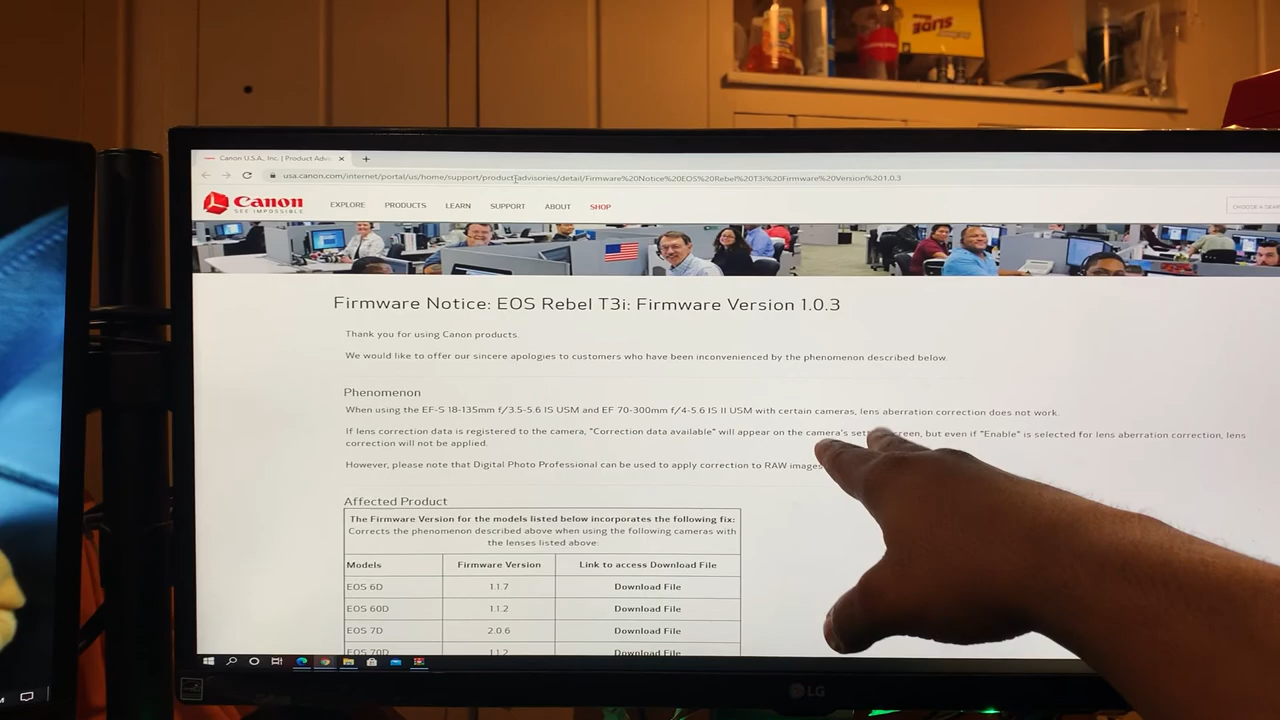 SLIDE
Canon U.S.A., Inc. | Product Advis
usa.canon.com/internet/portal/us/home/support/product-advisories/detail/Firmware%20Notice%20EOS%20Rebel%20T3i%20Firmware%20Version%201.0.3
Canon
SEE IMPOSSIBLE
EXPLORE PRODUCTS LEARN SUPPORT ABOUT SHOP
CHOOSE A SEAR
Firmware Notice: EOS Rebel T3i: Firmware Version 1.0.3
Thank you for using Canon products.
We would like to offer our sincere apologies to customers who have been inconvenienced by the phenomenon described below.
Phenomenon
When using the EF-S 18-135mm f/3.5-5.6 IS USM and EF 70-300mm f/4-5.6 IS II USM with certain cameras, lens aberration correction does not work.
If lens correction data is registered to the camera, "Correction data available" will appear on the camera's set screen, but even if "Enable" is selected for lens aberration correction, lens
correction will not be applied.
However, please note that Digital Photo Professional can be used to apply correction to RAW images
Affected Product
The Firmware Version for the models listed below incorporates the following fix:
Corrects the phenomenon described above when using the following cameras with
the lenses listed above:
Models Firmware Version Link to access Download File
EOS 6D 1.1.7 Download File
EOS 60D 1.1.2 Download File
EOS 7D 2.0.6 Download File
EOS 70D 1.1.2 Download File
LG